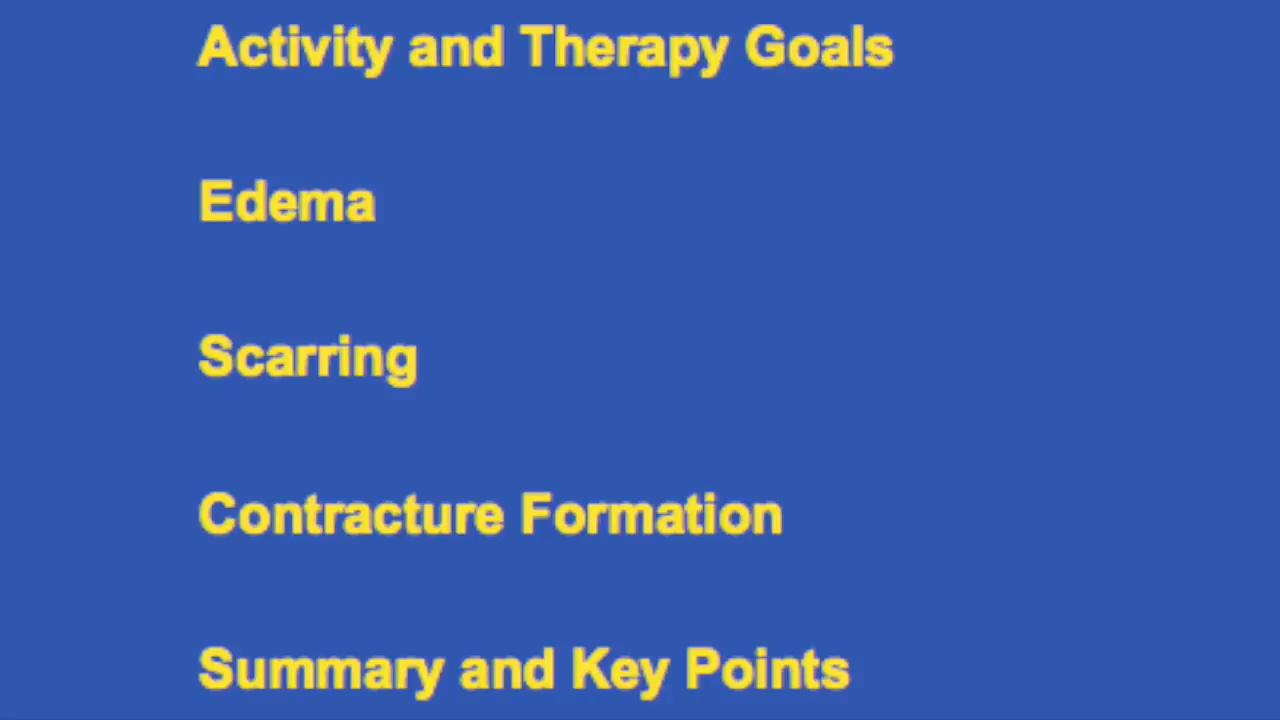 Activity and Therapy Goals
Edema
Scarring
Contracture Formation
Summary and Key Points